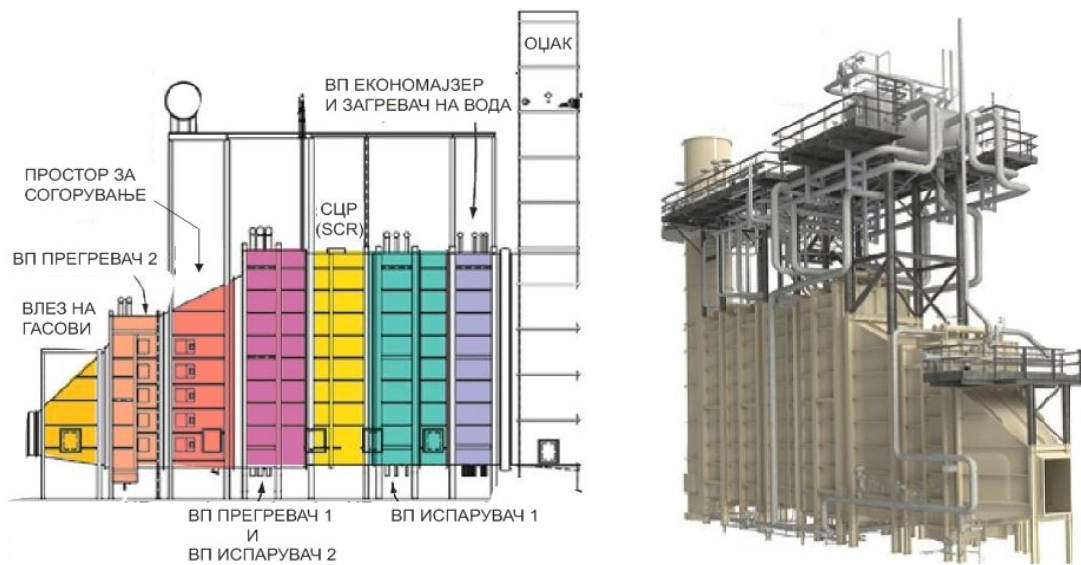 ОЏАК
ВП ЕКОНОМАЈЗЕР
И ЗАГРЕВАЧ НА ВОДА
ПРОСТОР ЗА
СОГОРУВАЊЕ
СЦР
(SCR)
ВП ПРЕГРЕВАЧ 2
ВЛЕЗ НА
ГАСОВИ
ВП ПРЕГРЕВАЧ 1
И
ВП ИСПАРУВАЧ 2
ВП ИСПАРУВАЧ 1